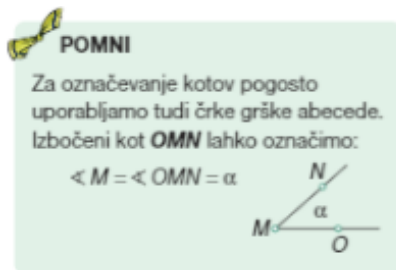 POMNI
Za označevanje kotov pogosto
uporabljamo tudi črke grške abecede.
Izbočeni kot OMN lahko označimo:
∢ M = ∢ OMN = α
N
α
M
O